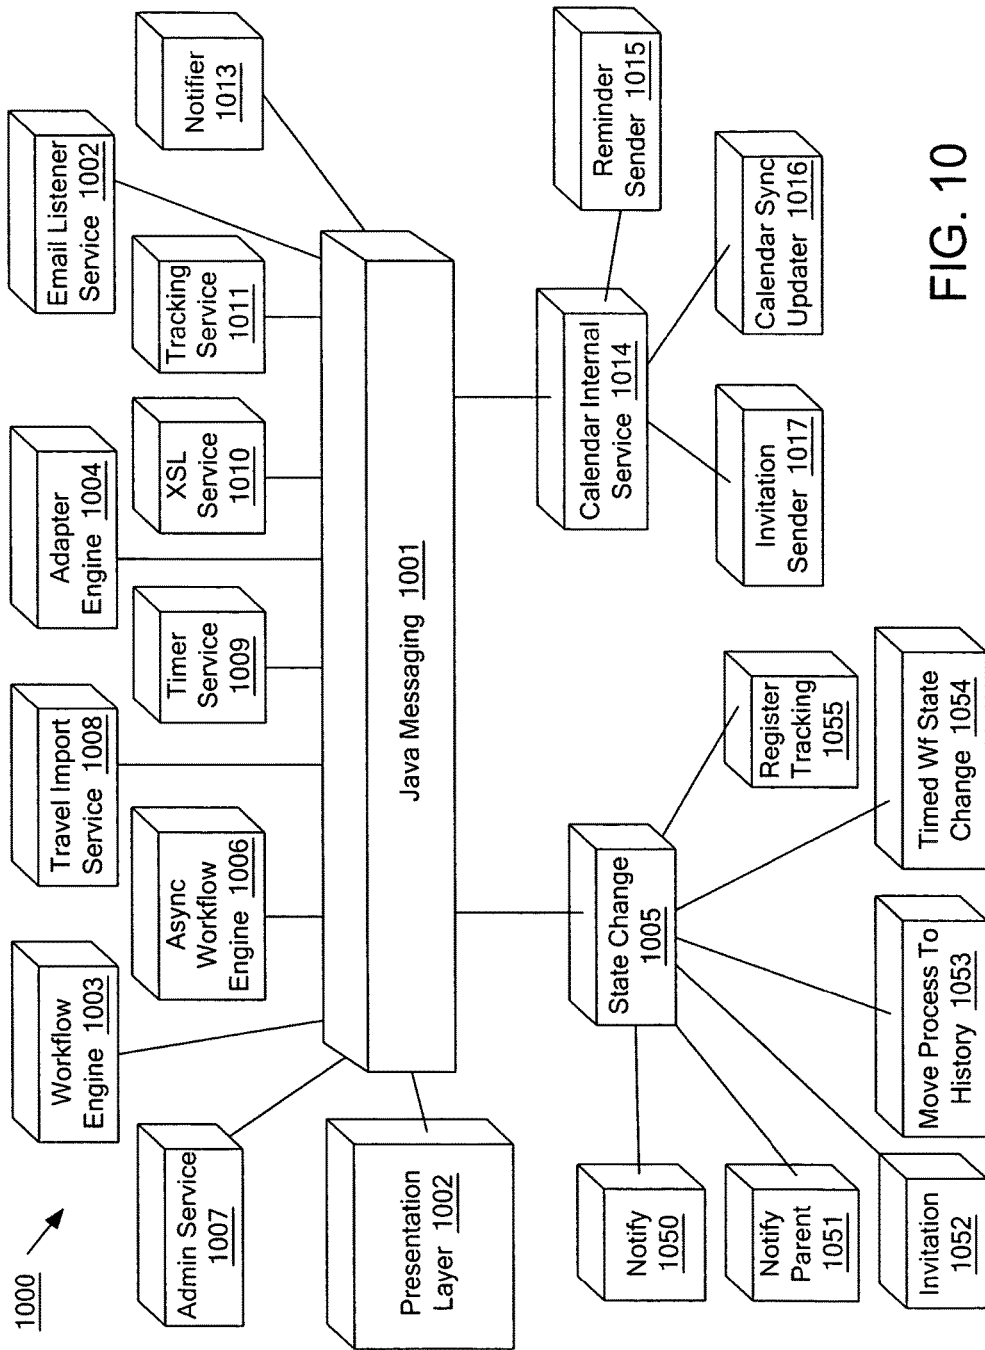 1000
Workflow
Engine 1003
Travel Import
Service 1008
Adapter
Engine 1004
Email Listener
Service 1002
Admin Service
1007
Async
Workflow
Engine 1006
Timer
Service
1009
XSL
Service
1010
Tracking
Service
1011
Notifier
1013
Presentation
Layer 1002
Java Messaging 1001
State Change
1005
Calendar Internal
Service 1014
Reminder
Sender 1015
Notify
1050
Register
Tracking
1055
Invitation
Sender 1017
Calendar Sync
Updater 1016
Notify
Parent
1051
Invitation
1052
Move Process To
History 1053
Timed Wf State
Change 1054
FIG. 10